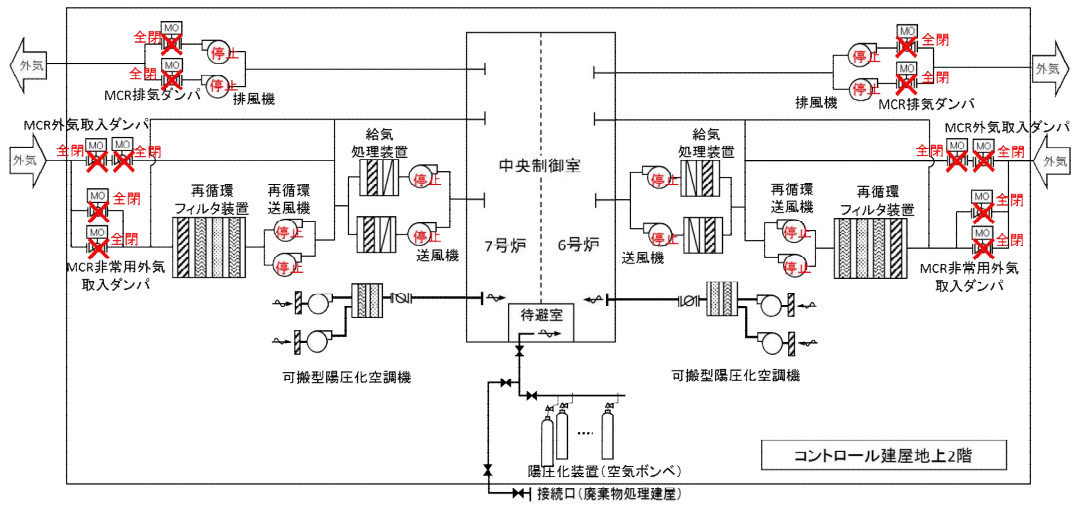 MO
全閉
停止
外気
MO
全閉
停止
MCR排気ダンパ
排風機
MCR外気取入ダンパ
外気
MO
MO
全閉
全閉
MO
全閉
MO
全閉
MCR非常用外気
取入ダンパ
再循環
フィルタ装置
再循環
送風機
停止
停止
給気
処理装置
停止
停止
送風機
中央制御室
7号炉
6号炉
待避室
MO
全閉
停止
外気
MO
全閉
停止
排風機
MCR排気ダンパ
MCR外気取入ダンパ
外気
MO
MO
全閉
全閉
給気
処理装置
停止
停止
送風機
再循環
送風機
停止
停止
再循環
フィルタ装置
MO
全閉
MO
全閉
MCR非常用外気
取入ダンパ
可搬型陽圧化空調機
可搬型陽圧化空調機
陽圧化装置(空気ボンベ)
接続口(廃棄物処理建屋)
コントロール建屋地上2階